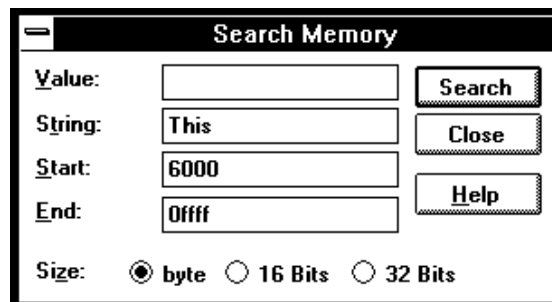 Search Memory
Value:
Search
String: This
Close
Start: 6000
Help
End: 0ffff
Size: byte 16 Bits 32 Bits